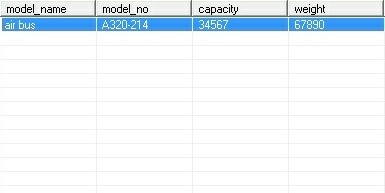 model_name model_no capacity weight
air bus A320-214 34567 67890